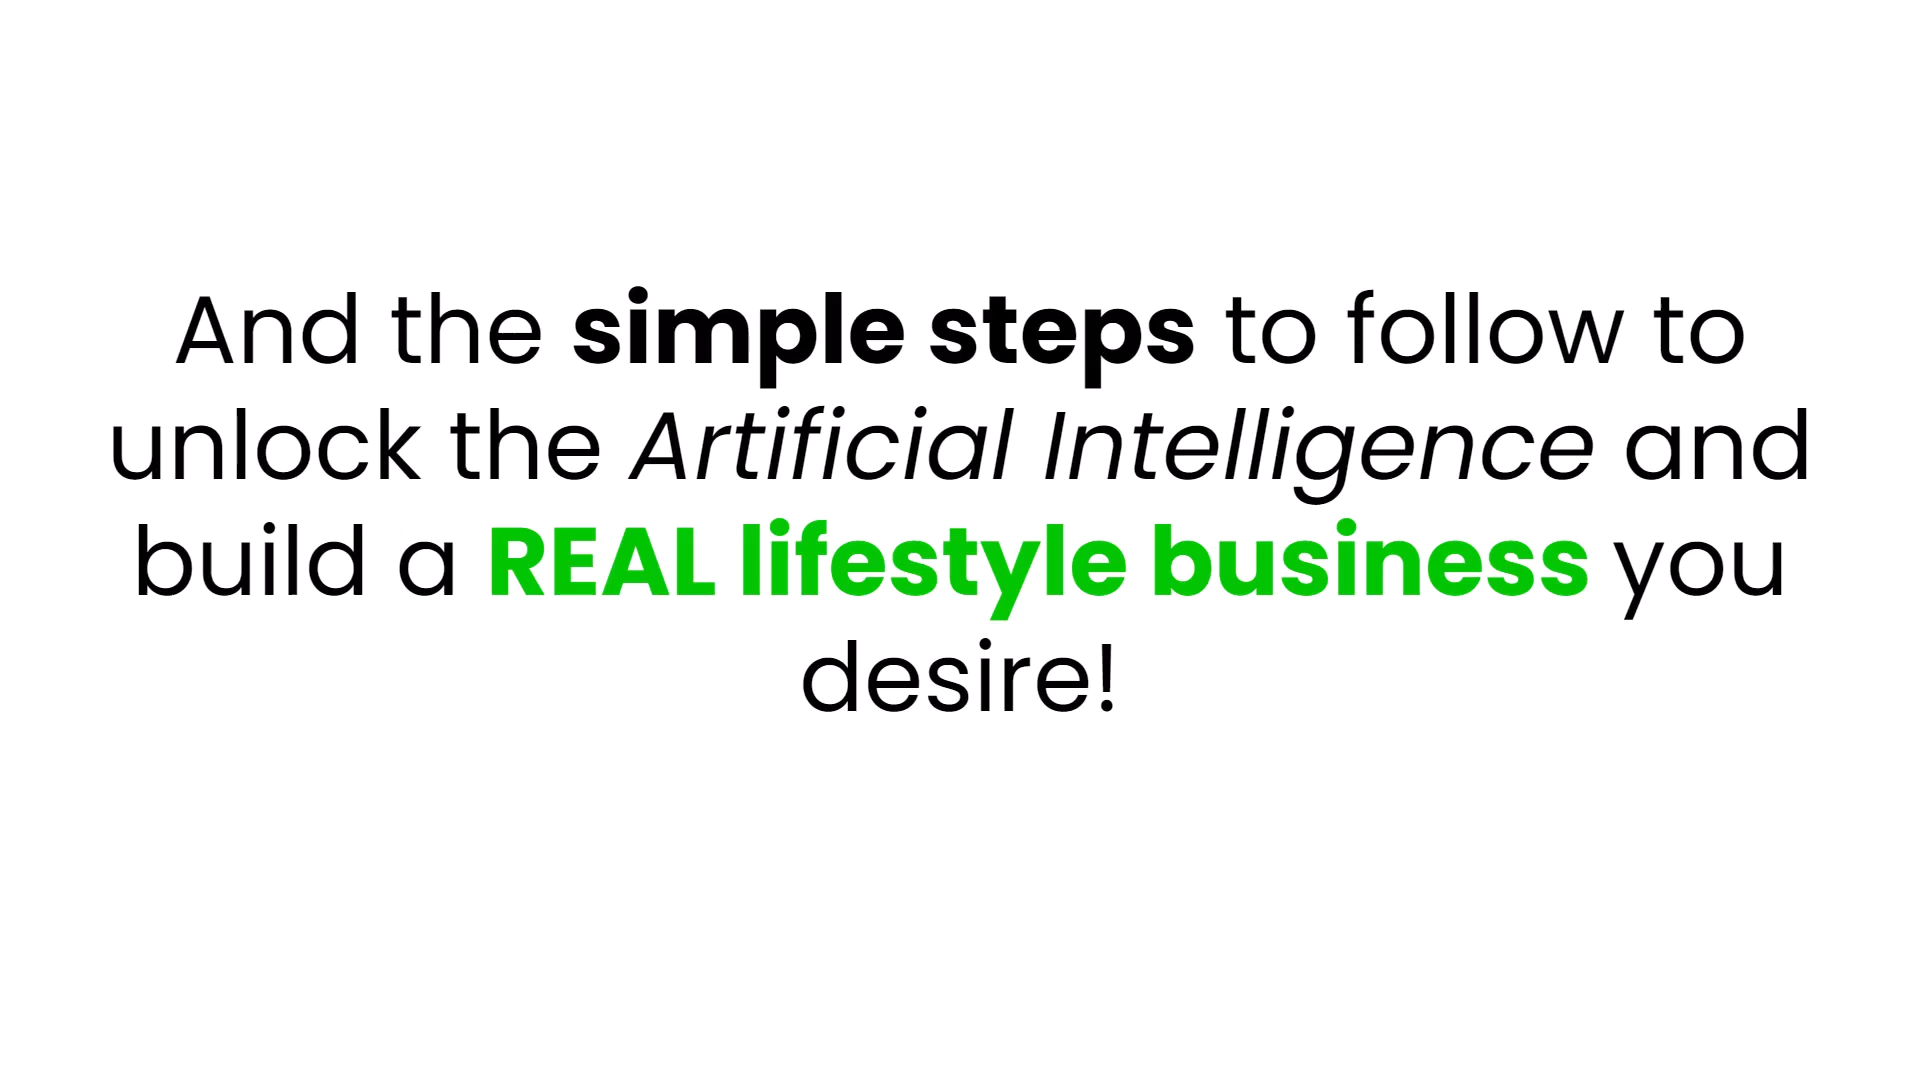 And the simple steps to follow to
unlock the Artificial Intelligence and
build a REAL lifestyle business you
desire!